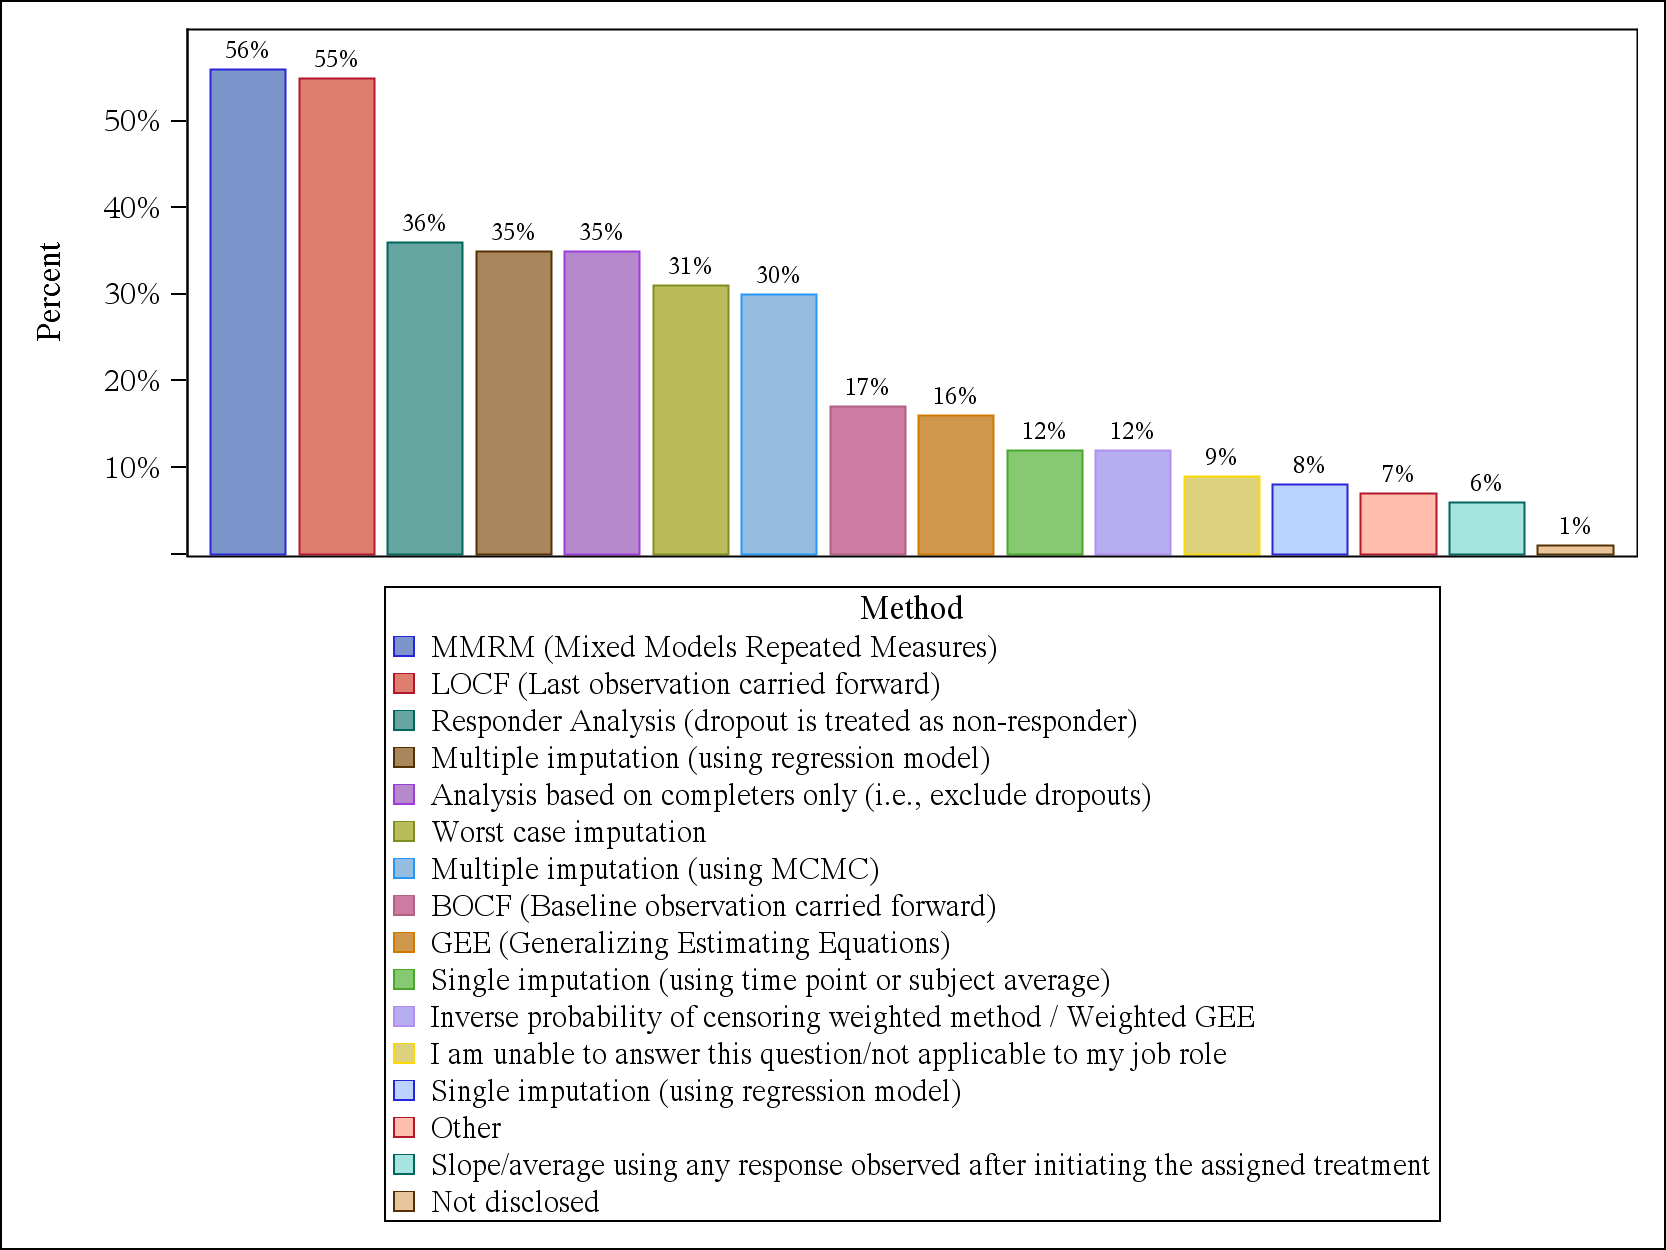 56%
55%
36%
35%
35%
31%
30%
17%
16%
12%
12%
9%
8%
7%
6%
1%
50%
40%
30%
20%
10%
Percent
Method
MMRM (Mixed Models Repeated Measures)
LOCF (Last observation carried forward)
Responder Analysis (dropout is treated as non-responder)
Multiple imputation (using regression model)
Analysis based on completers only (i.e., exclude dropouts)
Worst case imputation
Multiple imputation (using MCMC)
BOCF (Baseline observation carried forward)
GEE (Generalizing Estimating Equations)
Single imputation (using time point or subject average)
Inverse probability of censoring weighted method / Weighted GEE
I am unable to answer this question/not applicable to my job role
Single imputation (using regression model)
Other
Slope/average using any response observed after initiating the assigned treatment
Not disclosed